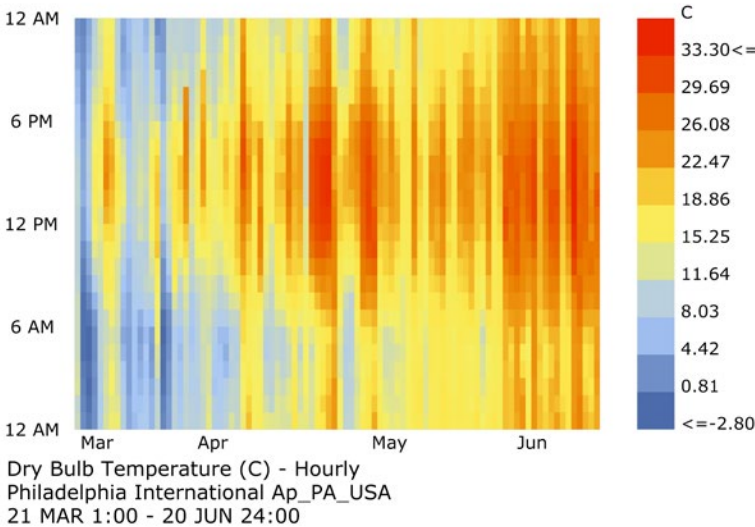 12 AM
6 PM
12 PM
6 AM
12 AM
Mar
Apr
May
Jun
C
33.30<=
29.69
26.08
22.47
18.86
15.25
11.64
8.03
4.42
0.81
<=-2.80
Dry Bulb Temperature (C) - Hourly
Philadelphia International Ap_PA_USA
21 MAR 1:00 - 20 JUN 24:00